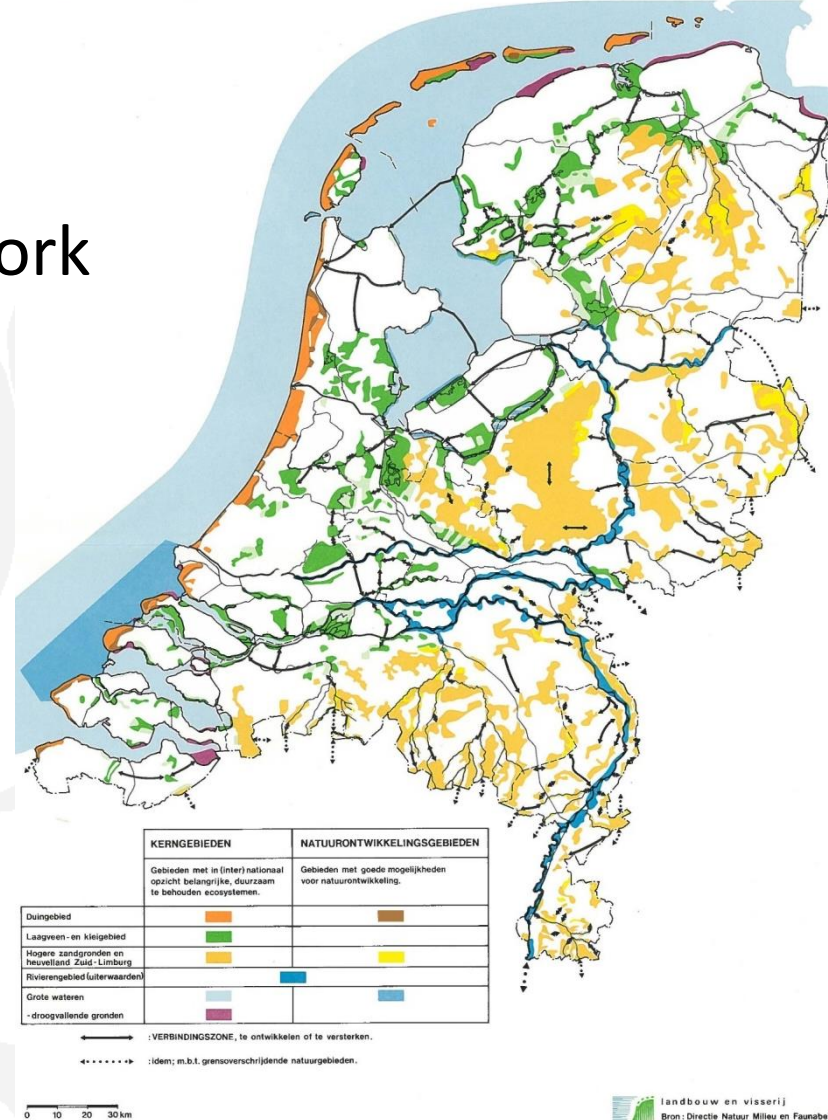 ork
KERNGEBIEDEN
NATUURONTWIKKELINGSGEBIEDEN
Gebieden met in (inter) nationaal
opzicht belangrijke, duurzaam
te behouden ecosystemen.
Gebieden met goede mogelijkheden
voor natuurontwikkeling.
Duingebied
Laagveen- en kleigebied
Hogere zandgronden en
heuvelland Zuid-Limburg
Rivierengebied (uiterwaarden)
Grote wateren
- droogvallende gronden
: VERBINDINGSZONE, te ontwikkelen of te versterken.
: idem; m.b.t. grensoverschrijdende natuurgebieden.
0 10 20 30 km
landbouw en visserij
Bron : Directie Natuur Milieu en Faunabe